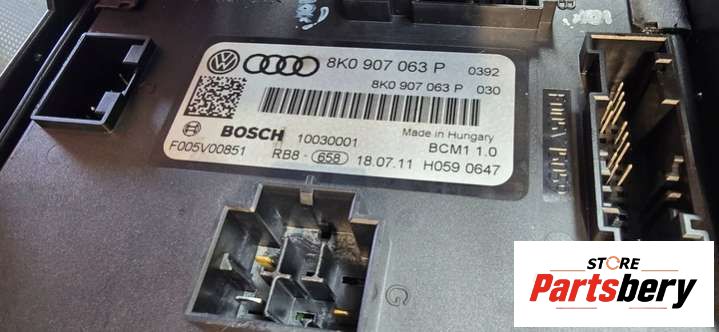 8K0 907 063 P 0392
8K0 907 063 P 030
BOSCH 10030001 Made in Hungary
F005V00851 BCM1 1.0
RB8- 658 18.07.11 H059 0647
G
STORE
Partsbery